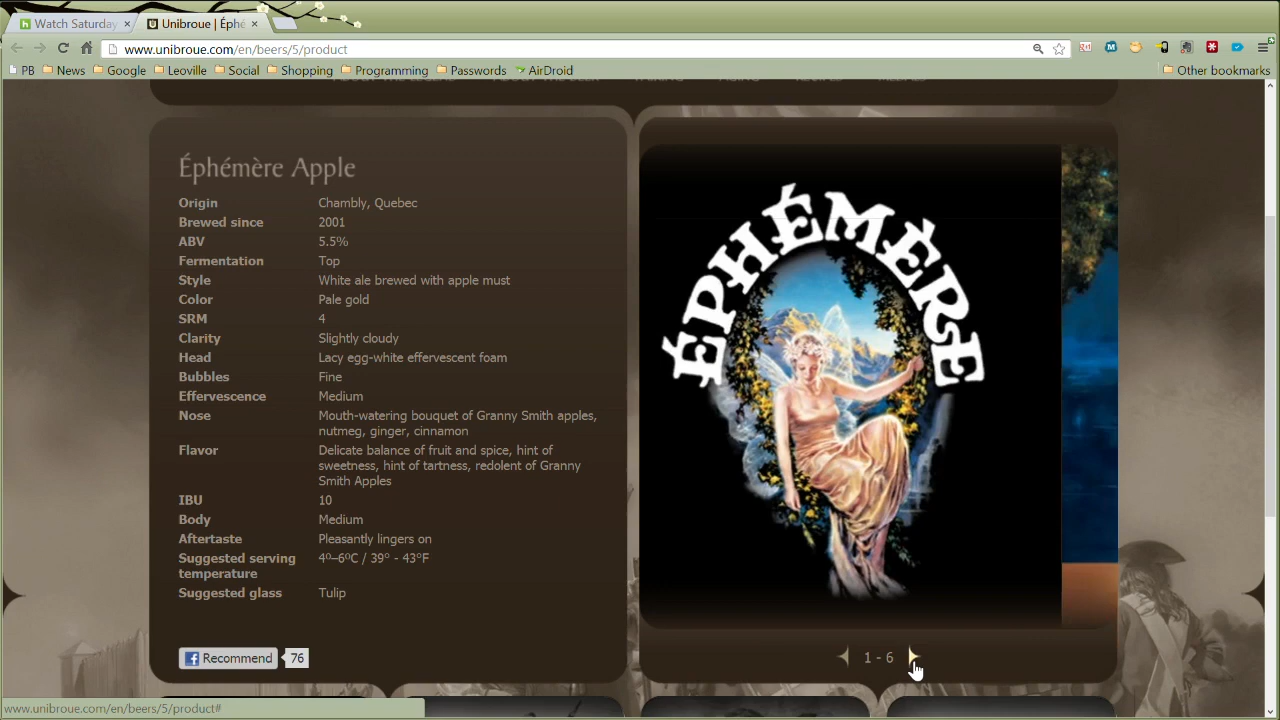 Watch Saturday
Unibroue | Éph
www.unibroue.com/en/beers/5/product
PB News Google Leoville Social Shopping Programming Passwords AirDroid Other bookmarks
Éphémère Apple
Origin Chambly, Quebec
Brewed since 2001
ABV 5.5%
Fermentation Top
Style White ale brewed with apple must
Color Pale gold
SRM 4
Clarity Slightly cloudy
Head Lacy egg-white effervescent foam
Bubbles Fine
Effervescence Medium
Nose Mouth-watering bouquet of Granny Smith apples,
nutmeg, ginger, cinnamon
Flavor Delicate balance of fruit and spice, hint of
sweetness, hint of tartness, redolent of Granny
Smith Apples
IBU 10
Body Medium
Aftertaste Pleasantly lingers on
Suggested serving 4º–6ºC / 39° - 43°F
temperature
Suggested glass Tulip
Recommend 76
ÉPHÉMÈRE
1 - 6
www.unibroue.com/en/beers/5/product#